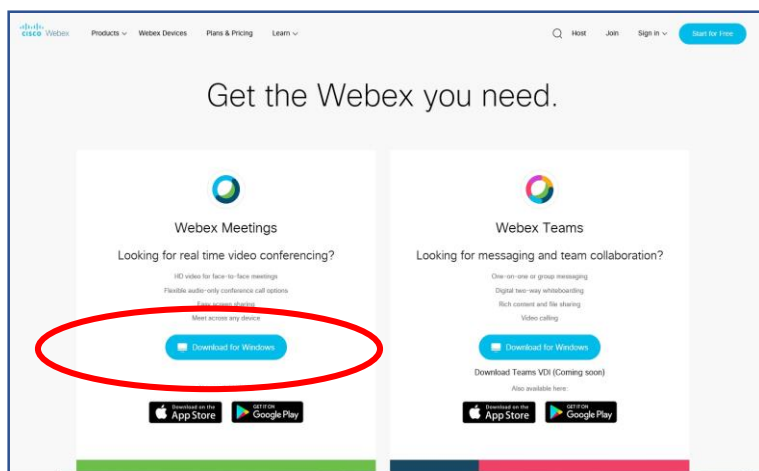 CISCO Webex Products Webex Devices Plans & Pricing Learn Host Join Sign in Start for Free
Get the Webex you need.
Webex Meetings
Looking for real time video conferencing?
HD video for face-to-face meetings
Flexible audio-only conference call options
Easy screen sharing
Meet across any device
Download for Windows
Download on the App Store
GET IT ON Google Play
Webex Teams
Looking for messaging and team collaboration?
One-on-one or group messaging
Digital two-way whiteboarding
Rich content and file sharing
Video calling
Download for Windows
Download Teams VDI (Coming soon)
Also available here:
Download on the App Store
GET IT ON Google Play